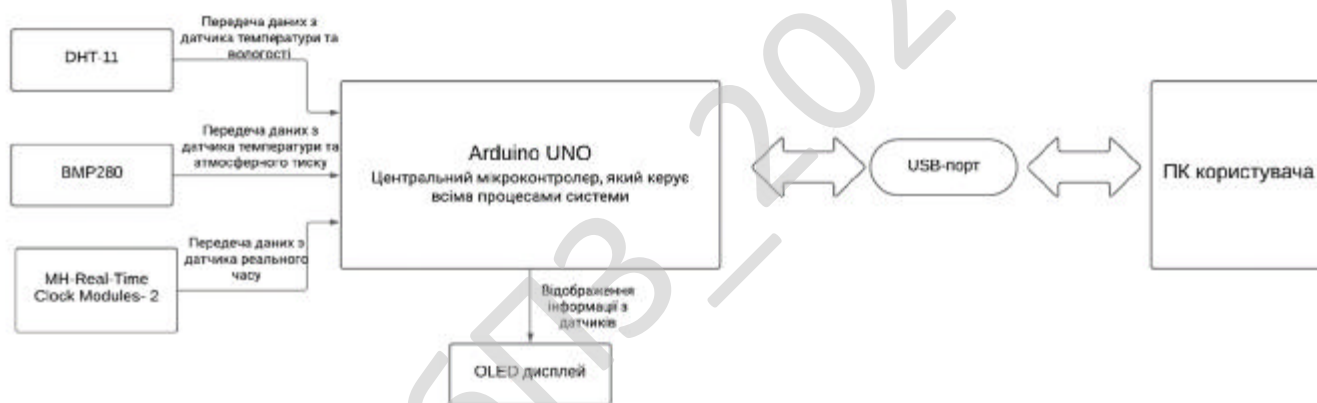 Передача даних з
датчика температури та
вологості
DHT-11
Передача даних з
датчика температури та
атмосферного тиску
BMP280
Передача даних з
датчика реального
часу
MH-Real-Time
Clock Modules- 2
Arduino UNO
Центральний мікроконтролер, який керує
всіма процесами системи
Відображення
інформації з
датчиків
OLED дисплей
USB-порт
ПК користувача
ПЗ_202